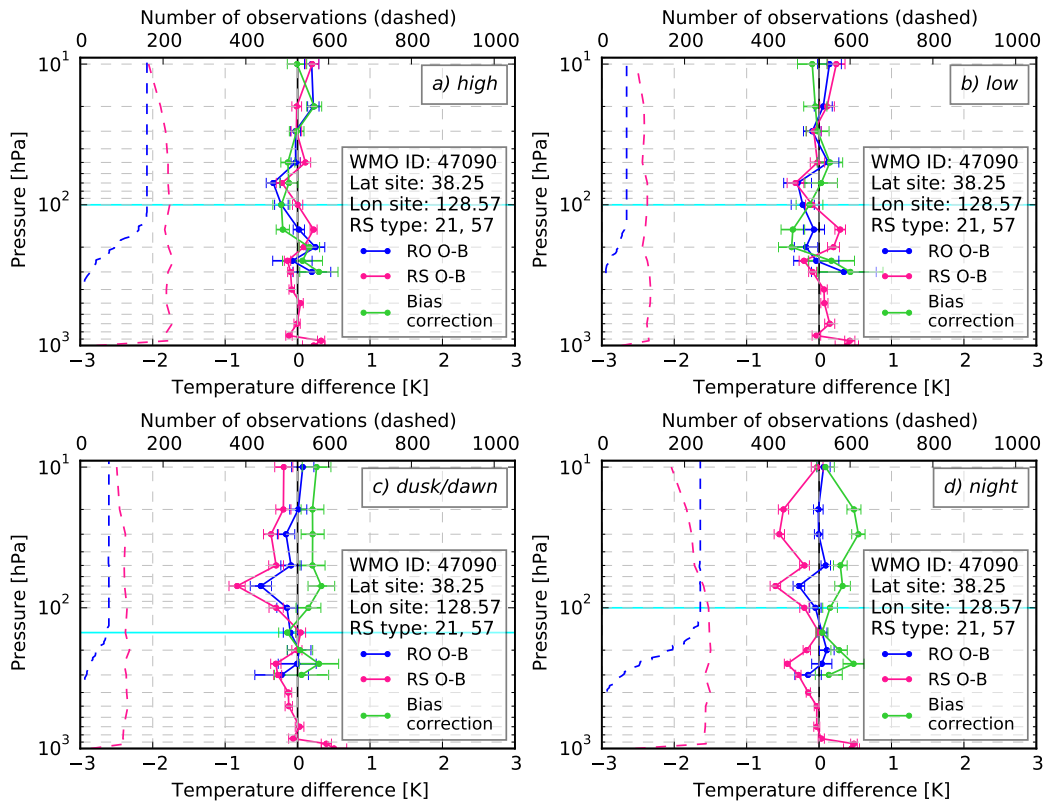 Number of observations (dashed)
0 200 400 600 800 1000
a) high
WMO ID: 47090
Lat site: 38.25
Lon site: 128.57
RS type: 21, 57
RO O-B
RS O-B
Bias
correction
Pressure [hPa]
10^1
10^2
10^3
−3 −2 −1 0 1 2 3
Temperature difference [K]
Number of observations (dashed)
0 200 400 600 800 1000
b) low
WMO ID: 47090
Lat site: 38.25
Lon site: 128.57
RS type: 21, 57
RO O-B
RS O-B
Bias
correction
Pressure [hPa]
10^1
10^2
10^3
−3 −2 −1 0 1 2 3
Temperature difference [K]
Number of observations (dashed)
0 200 400 600 800 1000
c) dusk/dawn
WMO ID: 47090
Lat site: 38.25
Lon site: 128.57
RS type: 21, 57
RO O-B
RS O-B
Bias
correction
Pressure [hPa]
10^1
10^2
10^3
−3 −2 −1 0 1 2 3
Temperature difference [K]
Number of observations (dashed)
0 200 400 600 800 1000
d) night
WMO ID: 47090
Lat site: 38.25
Lon site: 128.57
RS type: 21, 57
RO O-B
RS O-B
Bias
correction
Pressure [hPa]
10^1
10^2
10^3
−3 −2 −1 0 1 2 3
Temperature difference [K]